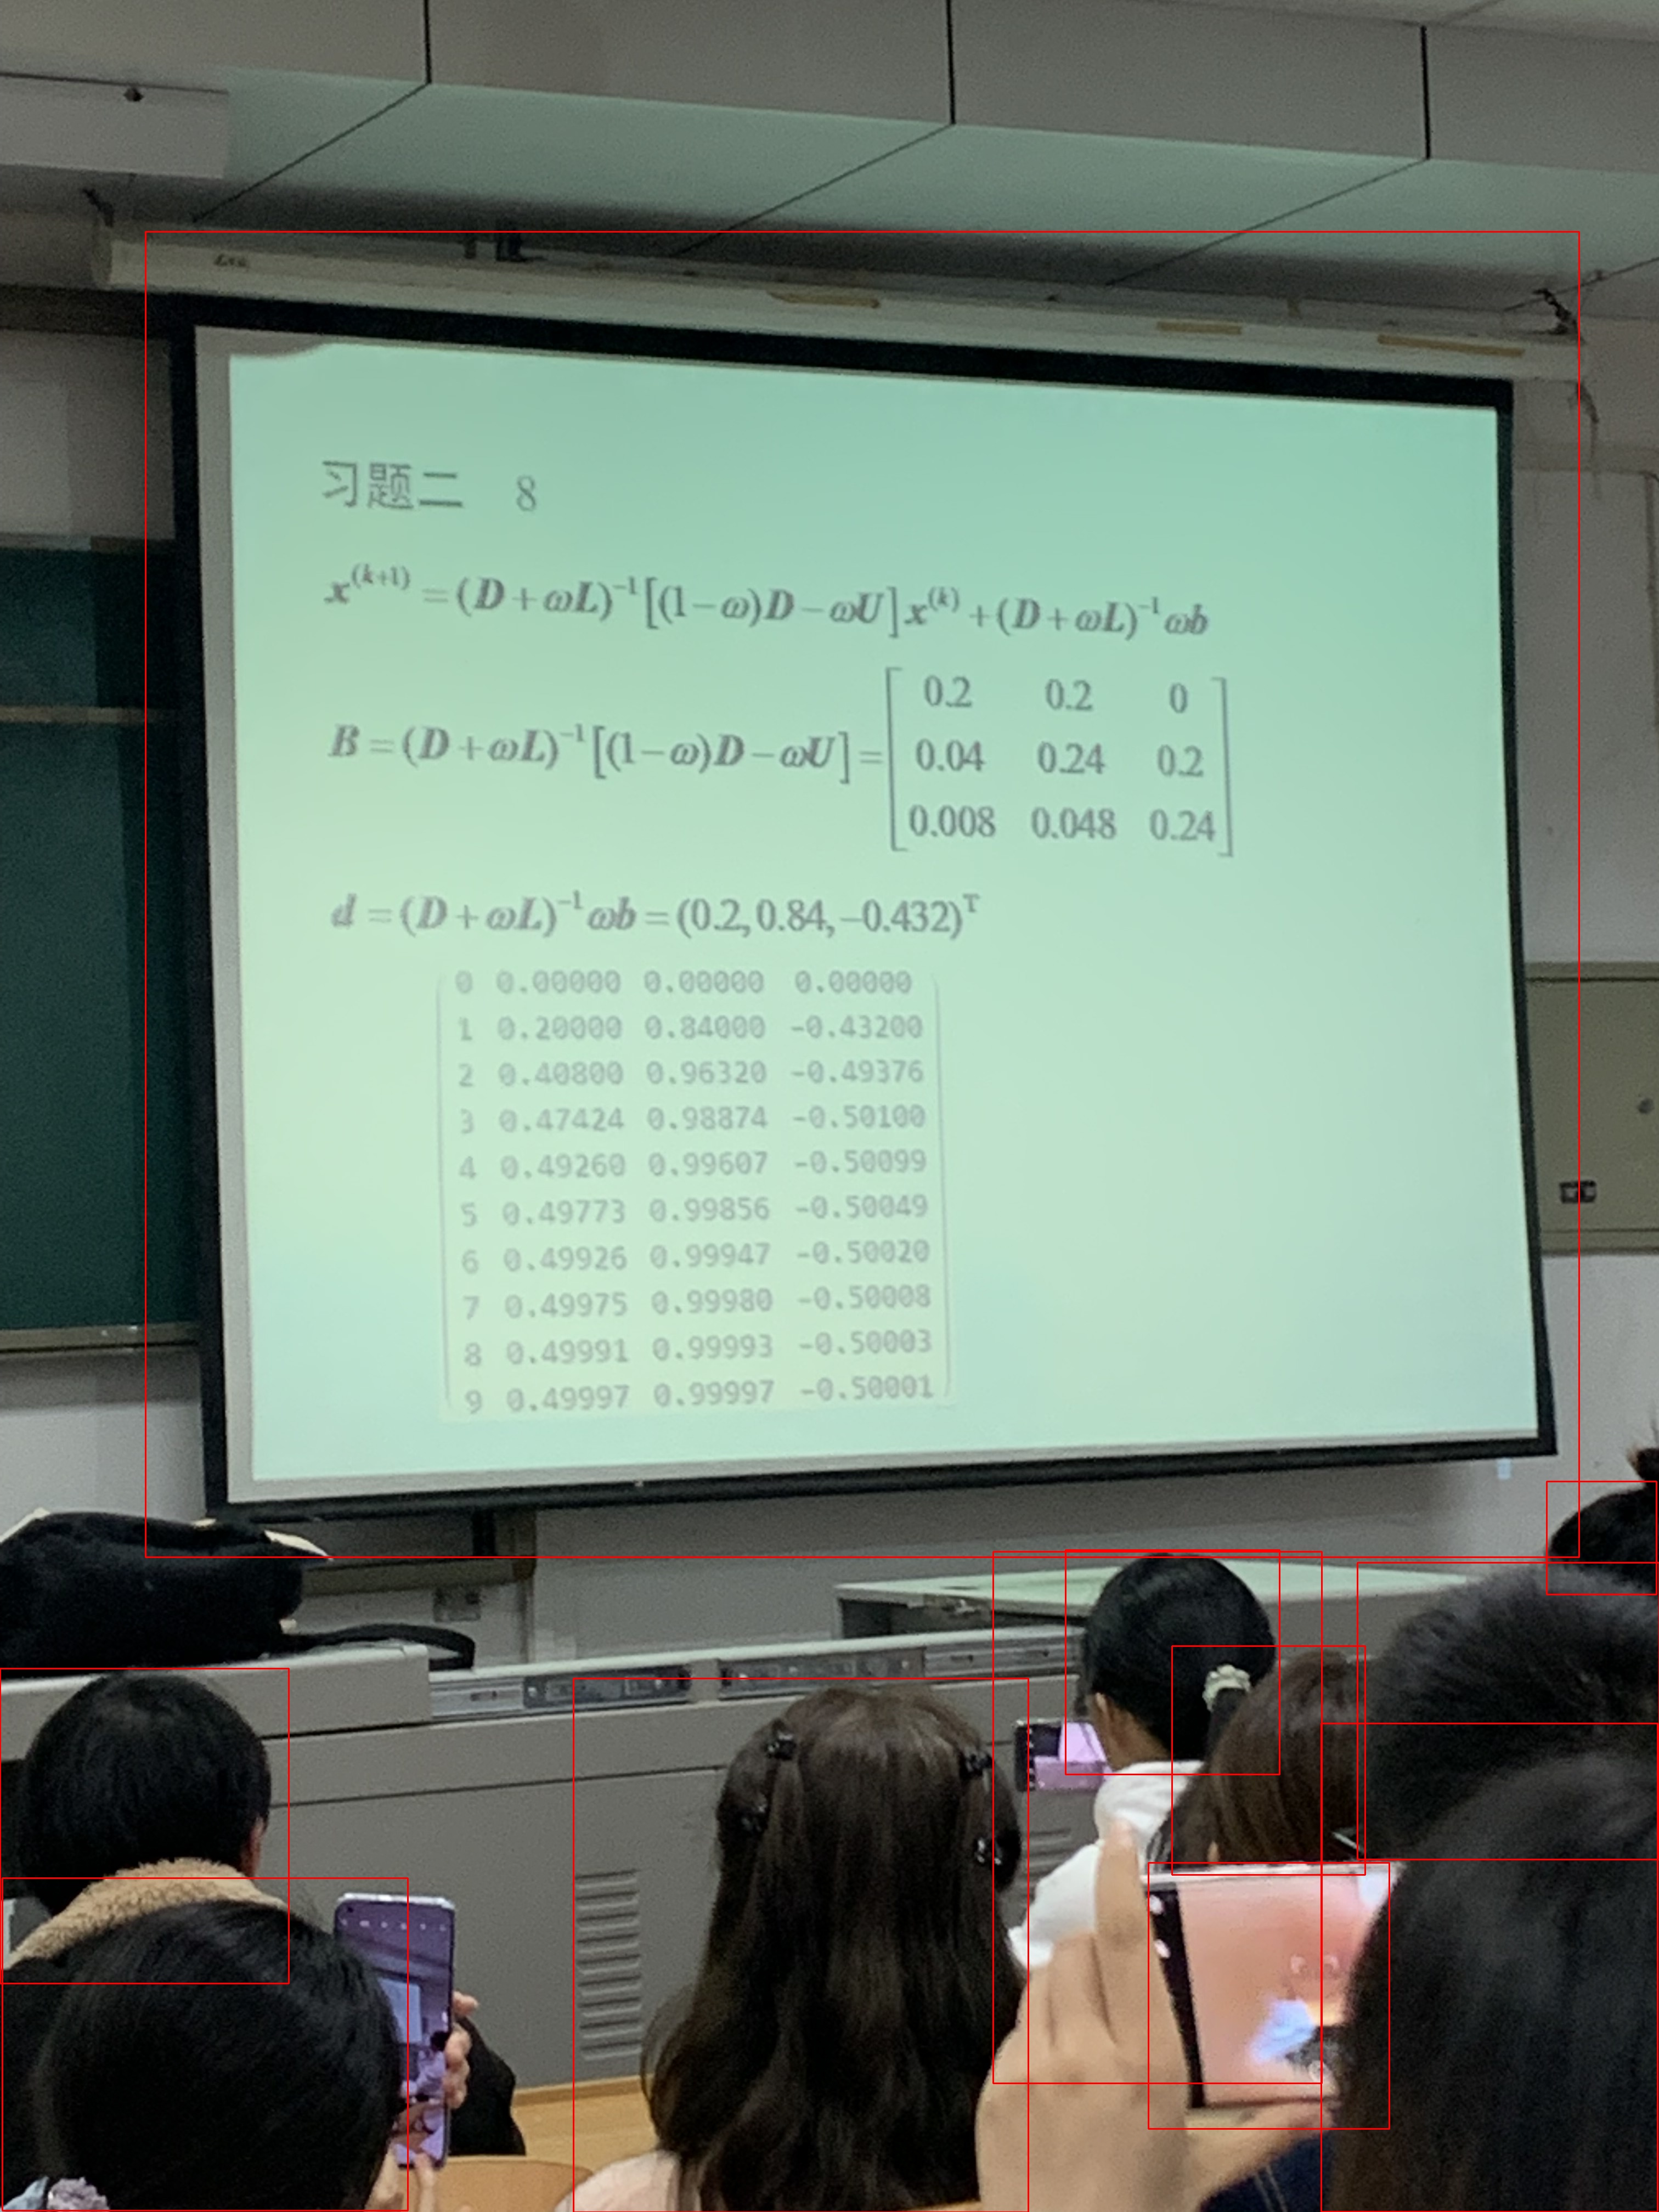 习题二 8
x^(k+1) = (D+ωL)^-1[(1-ω)D-ωU]x^(k)+(D+ωL)^-1ωb
B=(D+ωL)^-1[(1-ω)D-ωU]=[0.2 0.2 0
0.04 0.24 0.2
0.008 0.048 0.24]
d=(D+ωL)^-1ωb=(0.2,0.84,-0.432)^T
0 0.00000 0.00000 0.00000
1 0.20000 0.84000 -0.43200
2 0.40800 0.96320 -0.49376
3 0.47424 0.98874 -0.50100
4 0.49260 0.99607 -0.50099
5 0.49773 0.99856 -0.50049
6 0.49926 0.99947 -0.50020
7 0.49975 0.99980 -0.50008
8 0.49991 0.99993 -0.50003
9 0.49997 0.99997 -0.50001